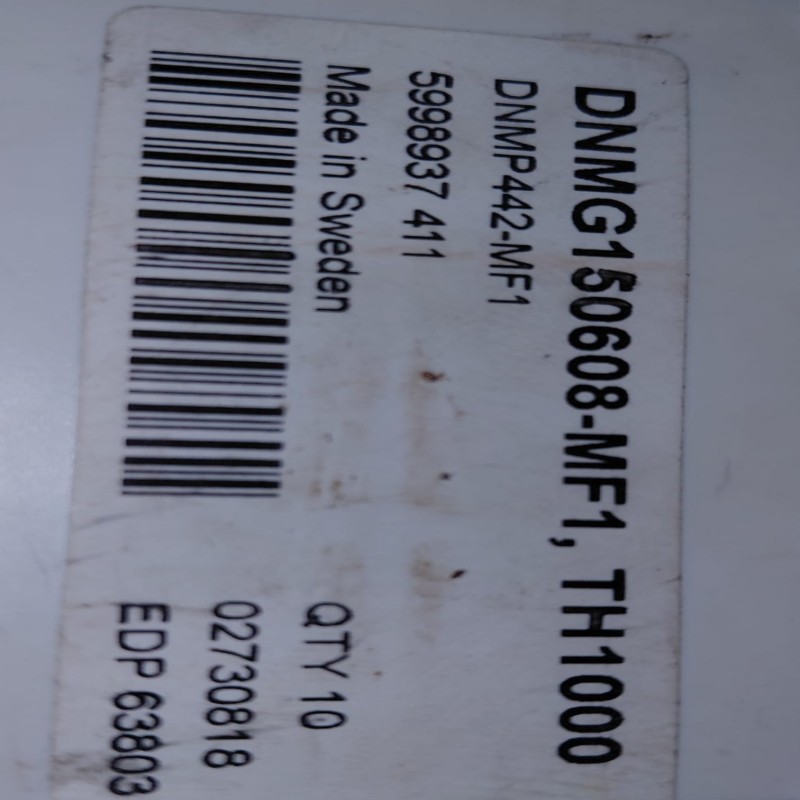 DNMG150608-MF1, TH1000
DNMP442-MF1
5998937 411
Made in Sweden
QTY 10
02730818
EDP 63803